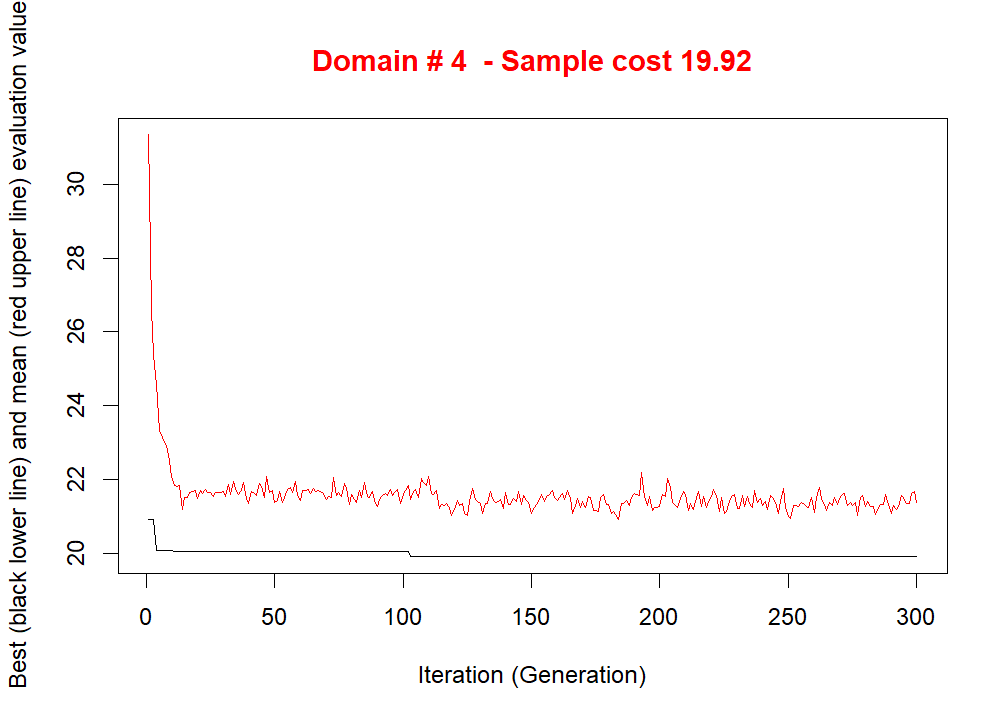 Domain # 4  - Sample cost 19.92
Best (black lower line) and mean (red upper line) evaluation value
30
28
26
24
22
20
0 50 100 150 200 250 300
Iteration (Generation)